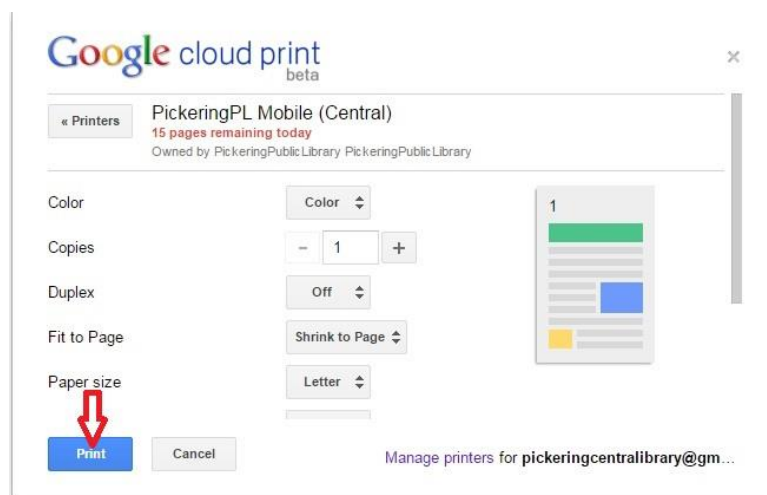 Google cloud print
beta
×
« Printers
PickeringPL Mobile (Central)
15 pages remaining today
Owned by PickeringPublicLibrary PickeringPublicLibrary
Color
Color
1
Copies
- 1 +
Duplex
Off
Fit to Page
Shrink to Page
Paper size
Letter
Print
Cancel
Manage printers for pickeringcentralibrary@gm...